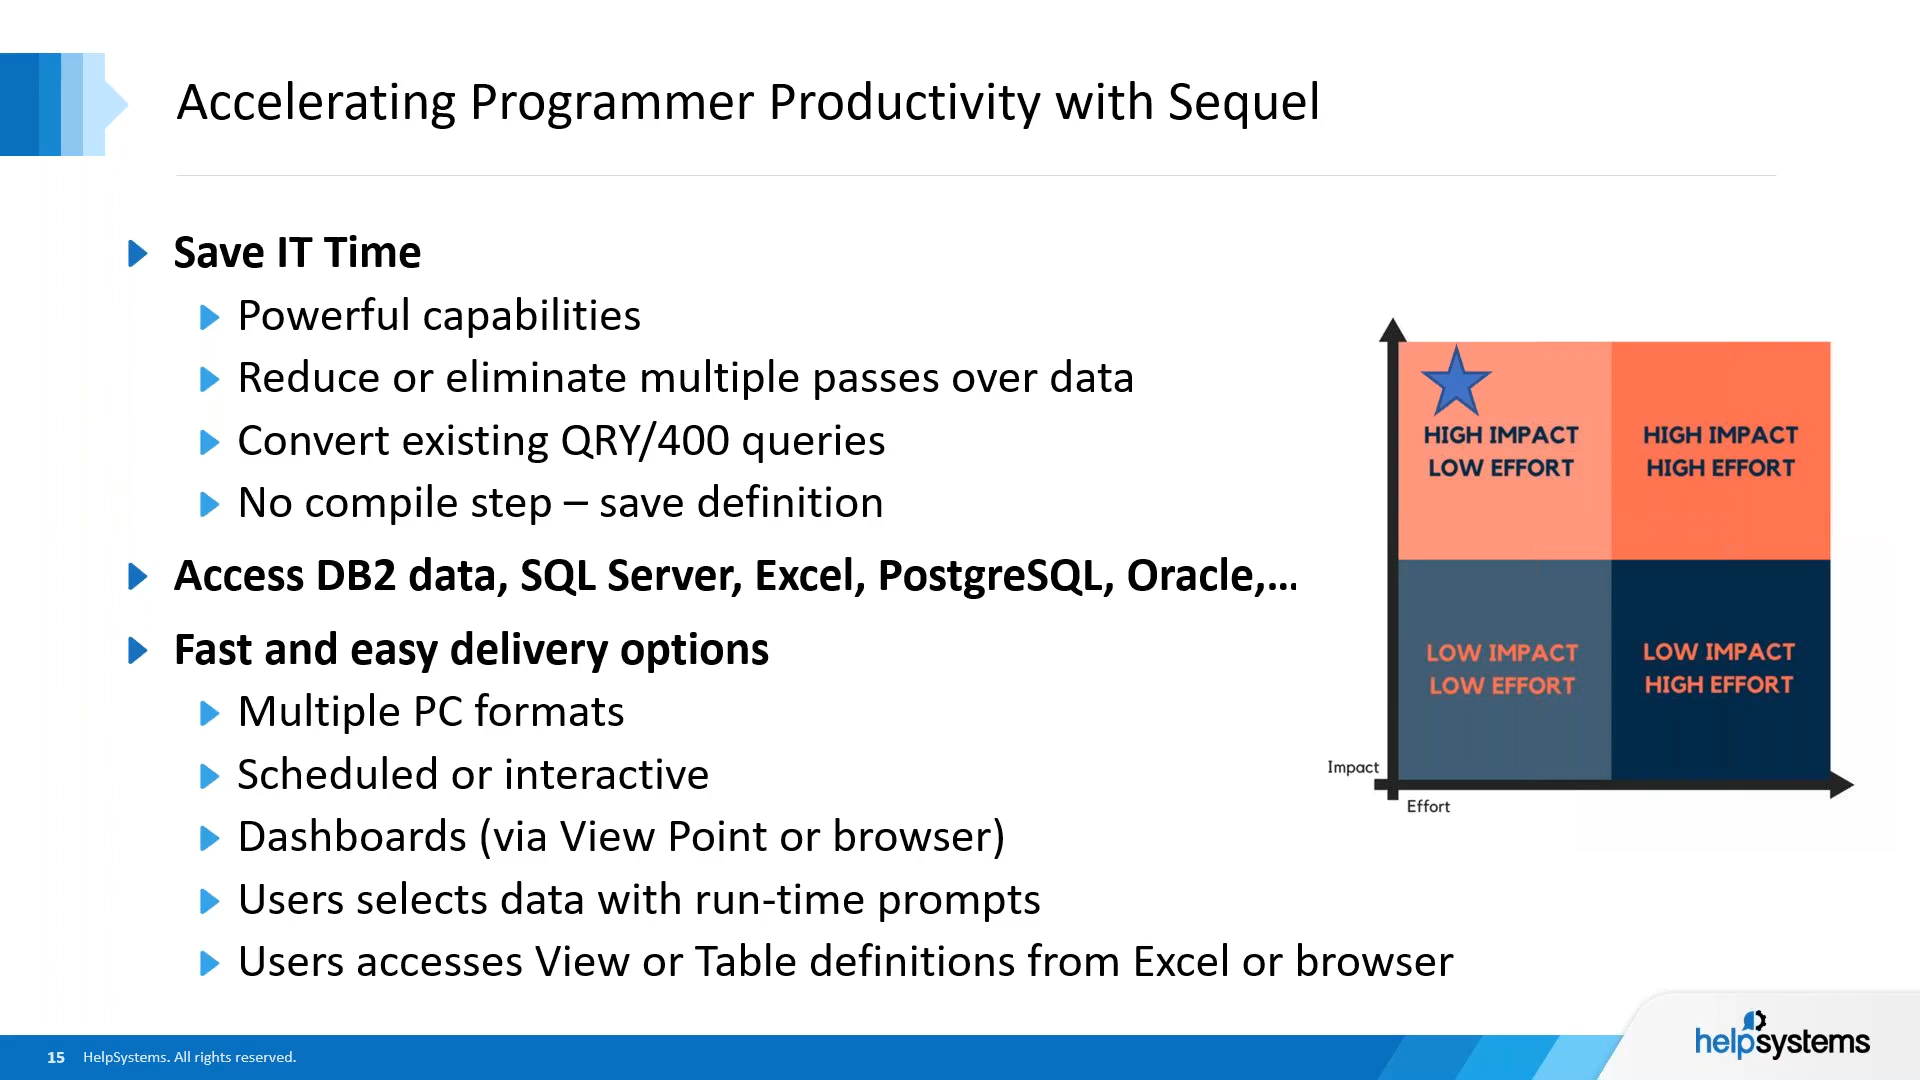 Accelerating Programmer Productivity with Sequel
Save IT Time
Powerful capabilities
Reduce or eliminate multiple passes over data
Convert existing QRY/400 queries
No compile step – save definition
Access DB2 data, SQL Server, Excel, PostgreSQL, Oracle,...
Fast and easy delivery options
Multiple PC formats
Scheduled or interactive
Dashboards (via View Point or browser)
Users selects data with run-time prompts
Users accesses View or Table definitions from Excel or browser
HIGH IMPACT
LOW EFFORT
HIGH IMPACT
HIGH EFFORT
LOW IMPACT
LOW EFFORT
LOW IMPACT
HIGH EFFORT
Impact
Effort
15 HelpSystems. All rights reserved.
helpsystems